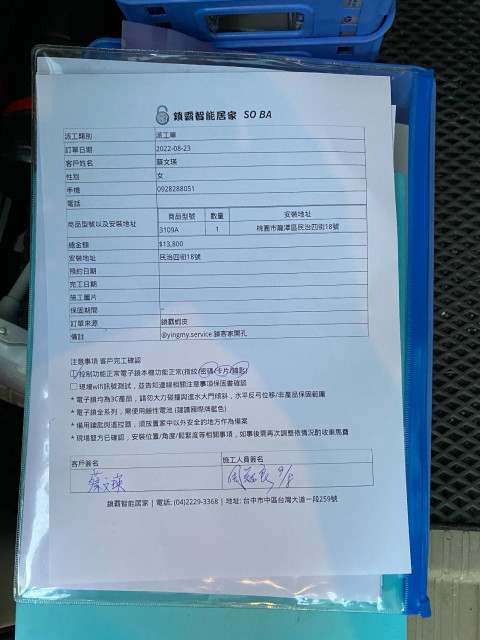 鎖霸智能居家 SO BA
派工類別 派工單
訂單日期 2022-08-23
客戶姓名 蔡文瑛
性別 女
手機 0928288051
電話
商品型號以及安裝地址 商品型號 數量 安裝地址
3109A 1 桃園市龍潭區民治四街18號
總金額 $13,800
安裝地址 民治四街18號
預約日期
完工日期
施工圖片
保固期間 –
訂單來源 鎖霸蝦皮
備註 @yingmy.service 鎖客家開孔
注意事項 客戶完工確認
控制功能正常電子鎖本機功能正常(指紋/密碼/卡片/鑰匙)
□現場wifi訊號測試，並告知連線相關注意事項保固書確認
* 電子鎖均為3C產品，請勿大力碰撞與進水大門傾斜，水平反弓位移/非產品保固範圍
* 電子鎖全系列，需使用鹼性電池 (建議國際牌藍色)
* 備用鑰匙與遙控器，須放置家中以外安全的地方作為備案
* 現場雙方已確認，安裝位置/角度/鬆緊度等相關事項，如事後需再次調整依情況酌收車馬費
客戶簽名 施工人員簽名
蔡文瑛 9/8
鎖霸智能居家 | 電話: (04)2229-3368 | 地址: 台中市中區台灣大道一段259號